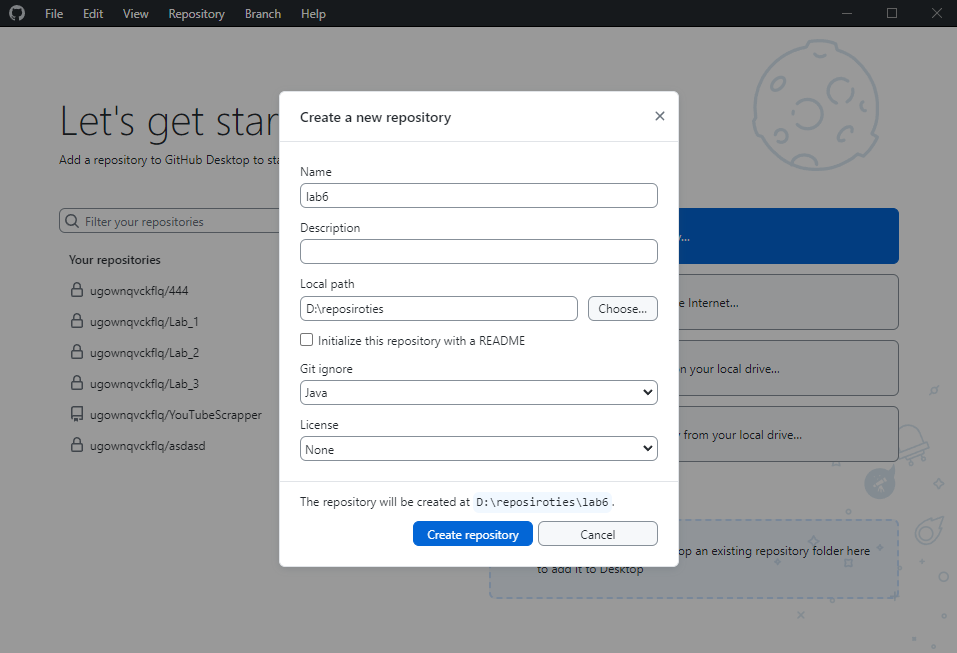 File Edit View Repository Branch Help
Let's get star
Add a repository to GitHub Desktop to sta
Filter your repositories
Your repositories
ugownqvckflq/444
ugownqvckflq/Lab_1
ugownqvckflq/Lab_2
ugownqvckflq/Lab_3
ugownqvckflq/YouTubeScrapper
ugownqvckflq/asdasd
Create a new repository
Name
lab6
Description
Local path
D:\reposiroties
Choose...
Initialize this repository with a README
Git ignore
Java
License
None
The repository will be created at D:\reposiroties\lab6.
Create repository
Cancel
...
e Internet...
n your local drive...
from your local drive...
op an existing repository folder here
to add it to Desktop